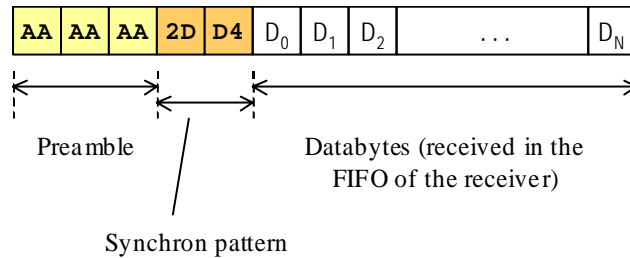 AA AA AA 2D D4 D0 D1 D2 ... DN
Preamble
Databytes (received in the
FIFO of the receiver)
Synchron pattern